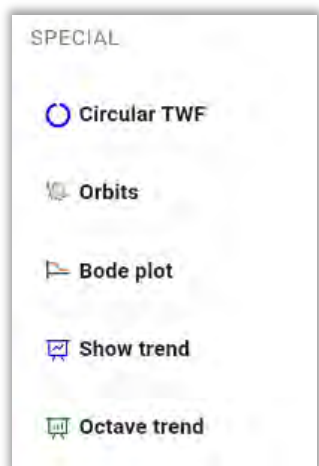 SPECIAL
Circular TWF
Orbits
Bode plot
Show trend
Octave trend